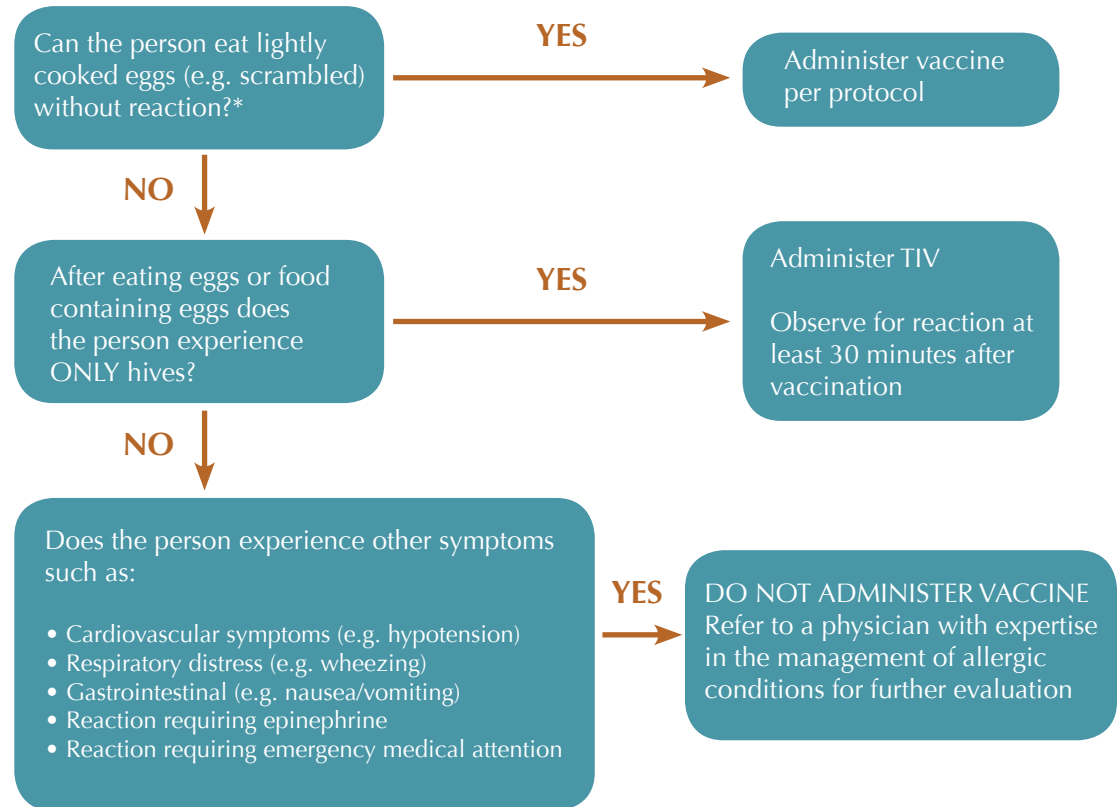 Can the person eat lightly
cooked eggs (e.g. scrambled)
without reaction?*
YES
Administer vaccine
per protocol
NO
After eating eggs or food
containing eggs does
the person experience
ONLY hives?
YES
Administer TIV
Observe for reaction at
least 30 minutes after
vaccination
NO
Does the person experience other symptoms
such as:
• Cardiovascular symptoms (e.g. hypotension)
• Respiratory distress (e.g. wheezing)
• Gastrointestinal (e.g. nausea/vomiting)
• Reaction requiring epinephrine
• Reaction requiring emergency medical attention
YES
DO NOT ADMINISTER VACCINE
Refer to a physician with expertise
in the management of allergic
conditions for further evaluation